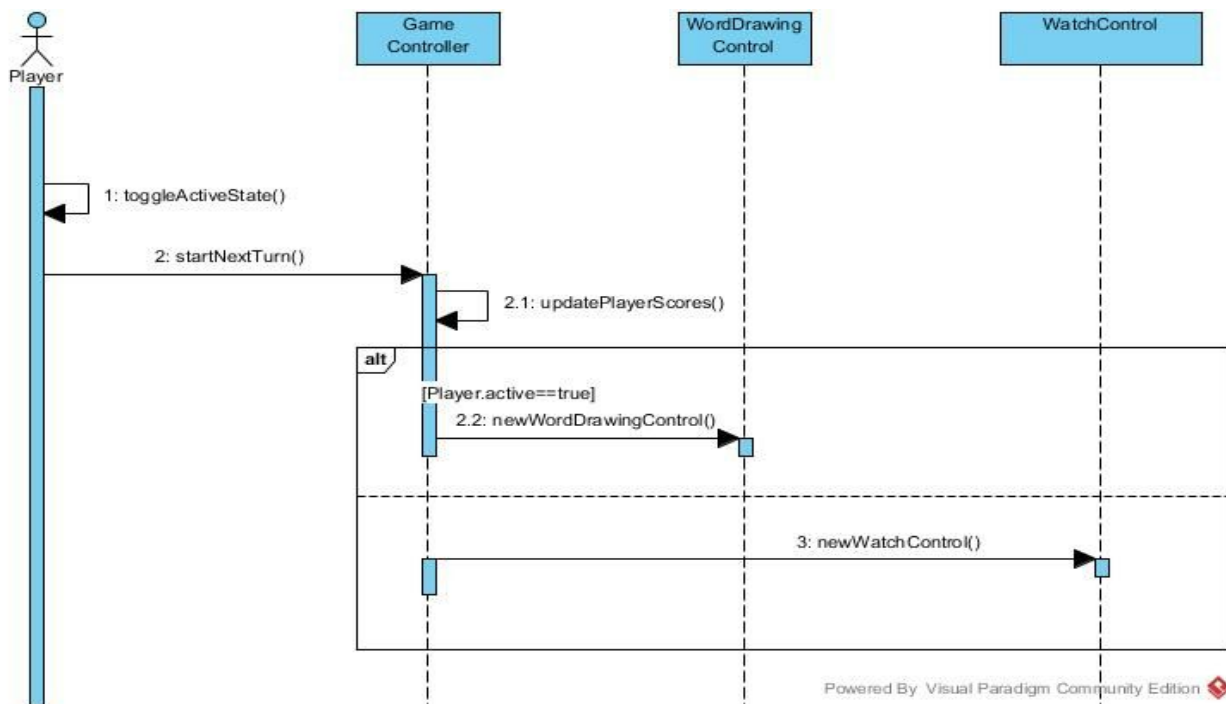 Player
Game
Controller
WordDrawing
Control
WatchControl
1: toggleActiveState()
2: startNextTurn()
2.1: updatePlayerScores()
alt
[Player.active==true]
2.2: newWordDrawingControl()
3: newWatchControl()
Powered By Visual Paradigm Community Edition